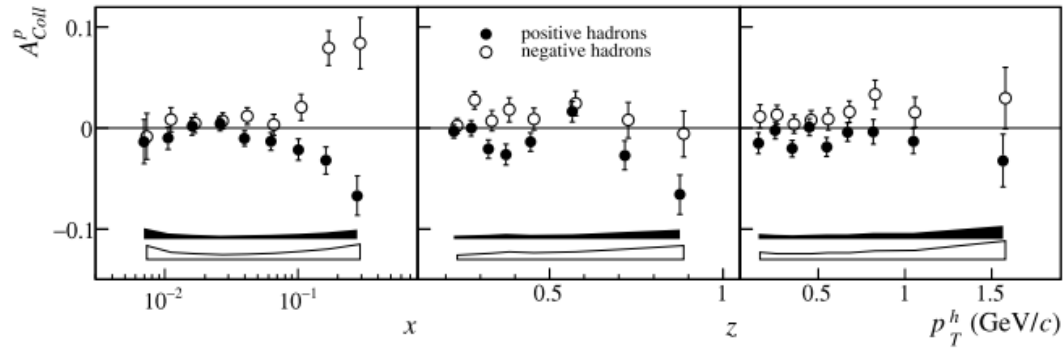 A^p_Coll
0.1
0
−0.1
positive hadrons
negative hadrons
10^−2
10^−1
x
0.5
1
z
0.5
1
1.5
p_T^h (GeV/c)